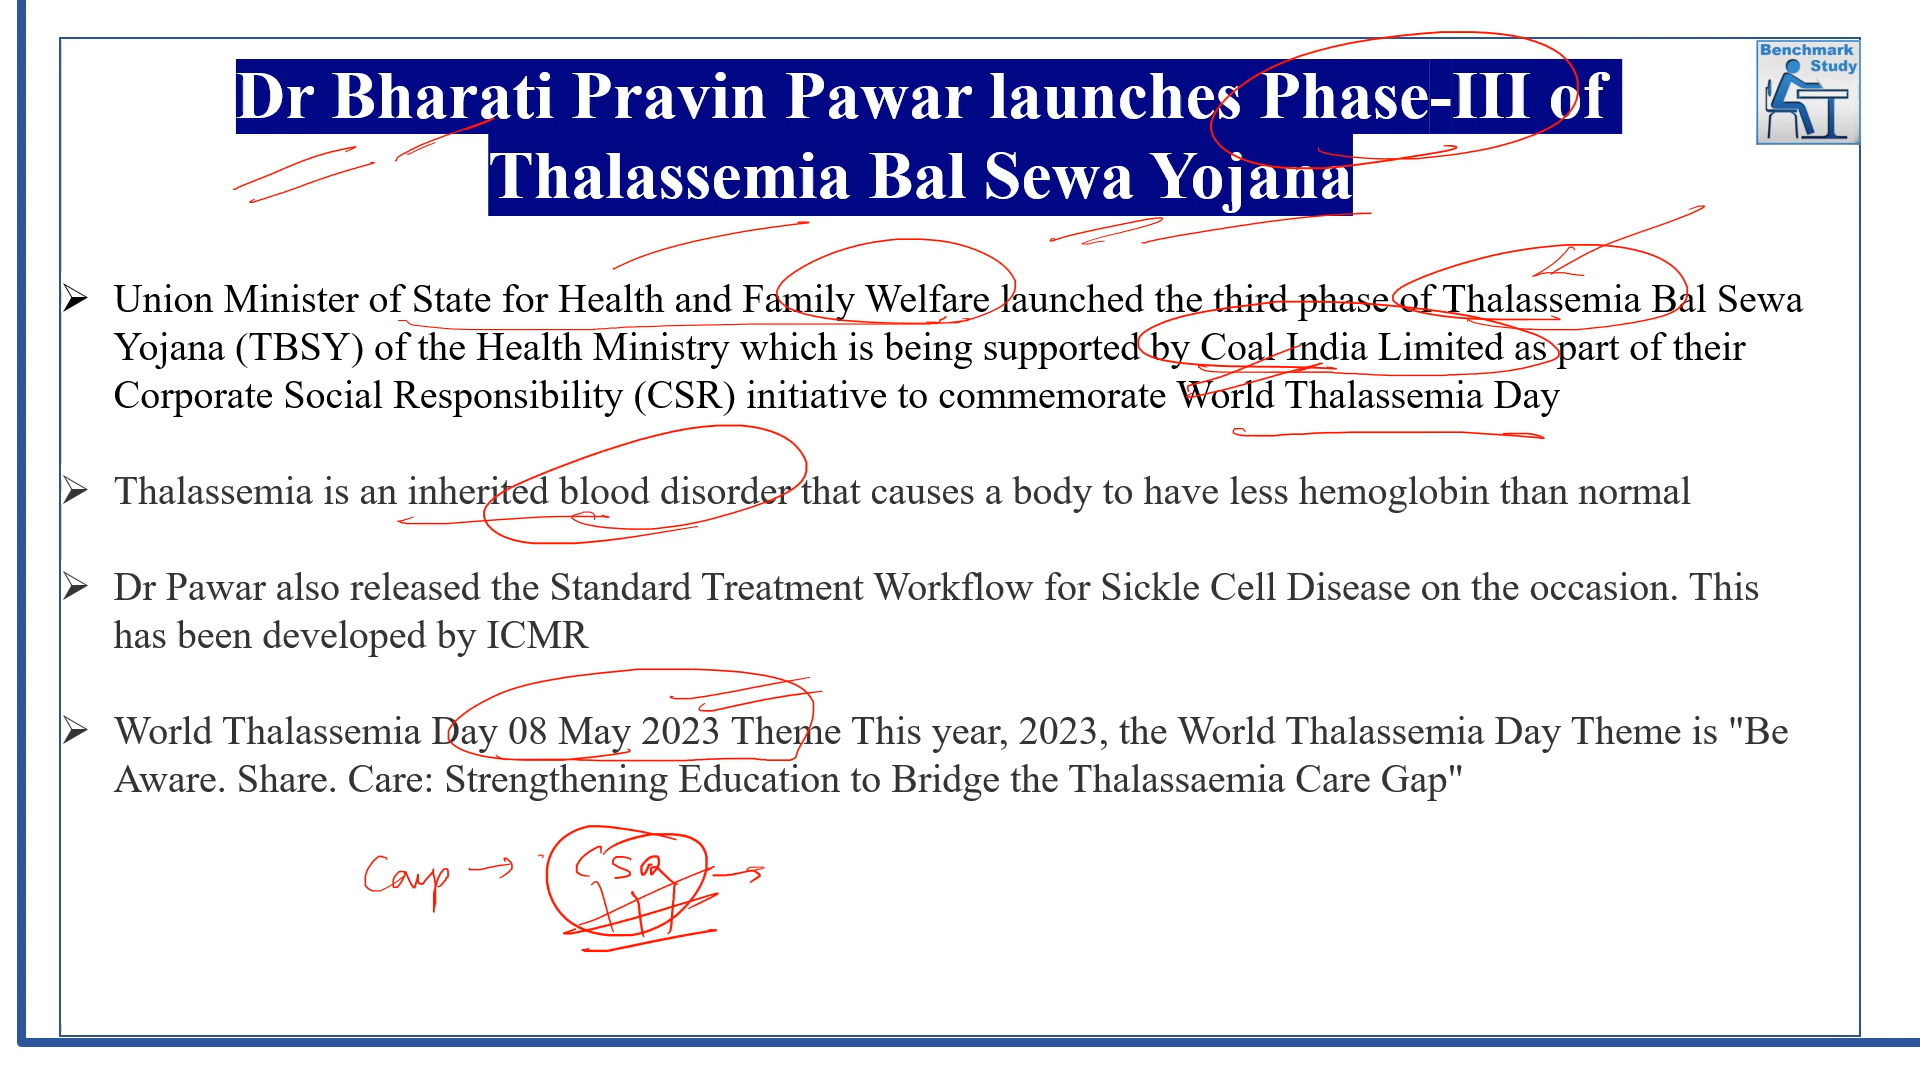 Benchmark
Study
Dr Bharati Pravin Pawar launches Phase-III of
Thalassemia Bal Sewa Yojana
➢ Union Minister of State for Health and Family Welfare launched the third phase of Thalassemia Bal Sewa
Yojana (TBSY) of the Health Ministry which is being supported by Coal India Limited as part of their
Corporate Social Responsibility (CSR) initiative to commemorate World Thalassemia Day
➢ Thalassemia is an inherited blood disorder that causes a body to have less hemoglobin than normal
➢ Dr Pawar also released the Standard Treatment Workflow for Sickle Cell Disease on the occasion. This
has been developed by ICMR
➢ World Thalassemia Day 08 May 2023 Theme This year, 2023, the World Thalassemia Day Theme is "Be
Aware. Share. Care: Strengthening Education to Bridge the Thalassaemia Care Gap"
→ CSR →